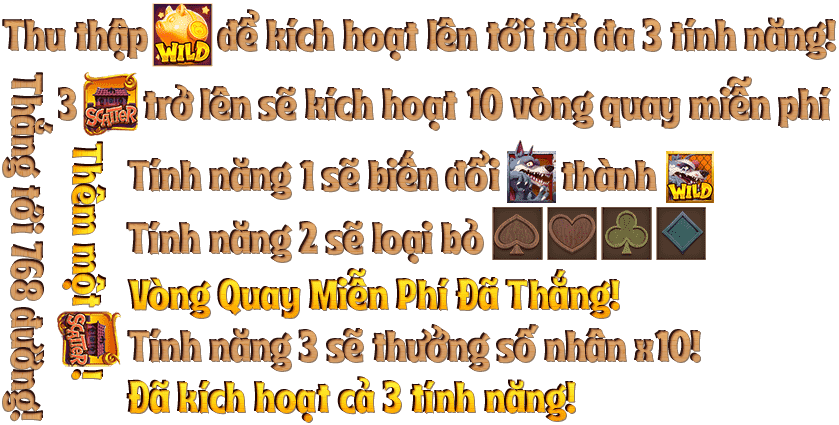 Thu thập WILD để kích hoạt lên tới tối đa 3 tính năng!
3 SCATTER trở lên sẽ kích hoạt 10 vòng quay miễn phí
Tính năng 1 sẽ biến đổi thành WILD
Tính năng 2 sẽ loại bỏ
Vòng Quay Miễn Phí Đã Thắng!
Tính năng 3 sẽ thưởng số nhân x10!
Đã kích hoạt cả 3 tính năng!
Thắng tới 768 đường!
Thêm một SCATTER!